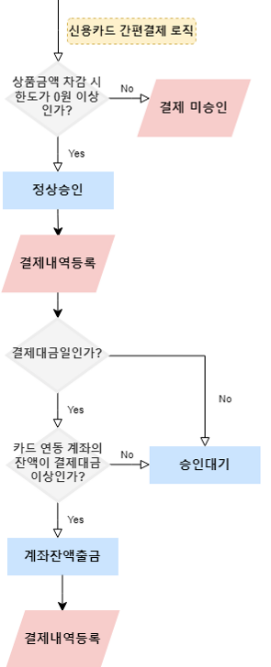 신용카드 간편결제 로직
상품금액 차감 시
한도가 0원 이상
인가?
No
결제 미승인
Yes
정상승인
결제내역등록
결제대금일인가?
No
Yes
카드 연동 계좌의
잔액이 결제대금
이상인가?
No
승인대기
Yes
계좌잔액출금
결제내역등록